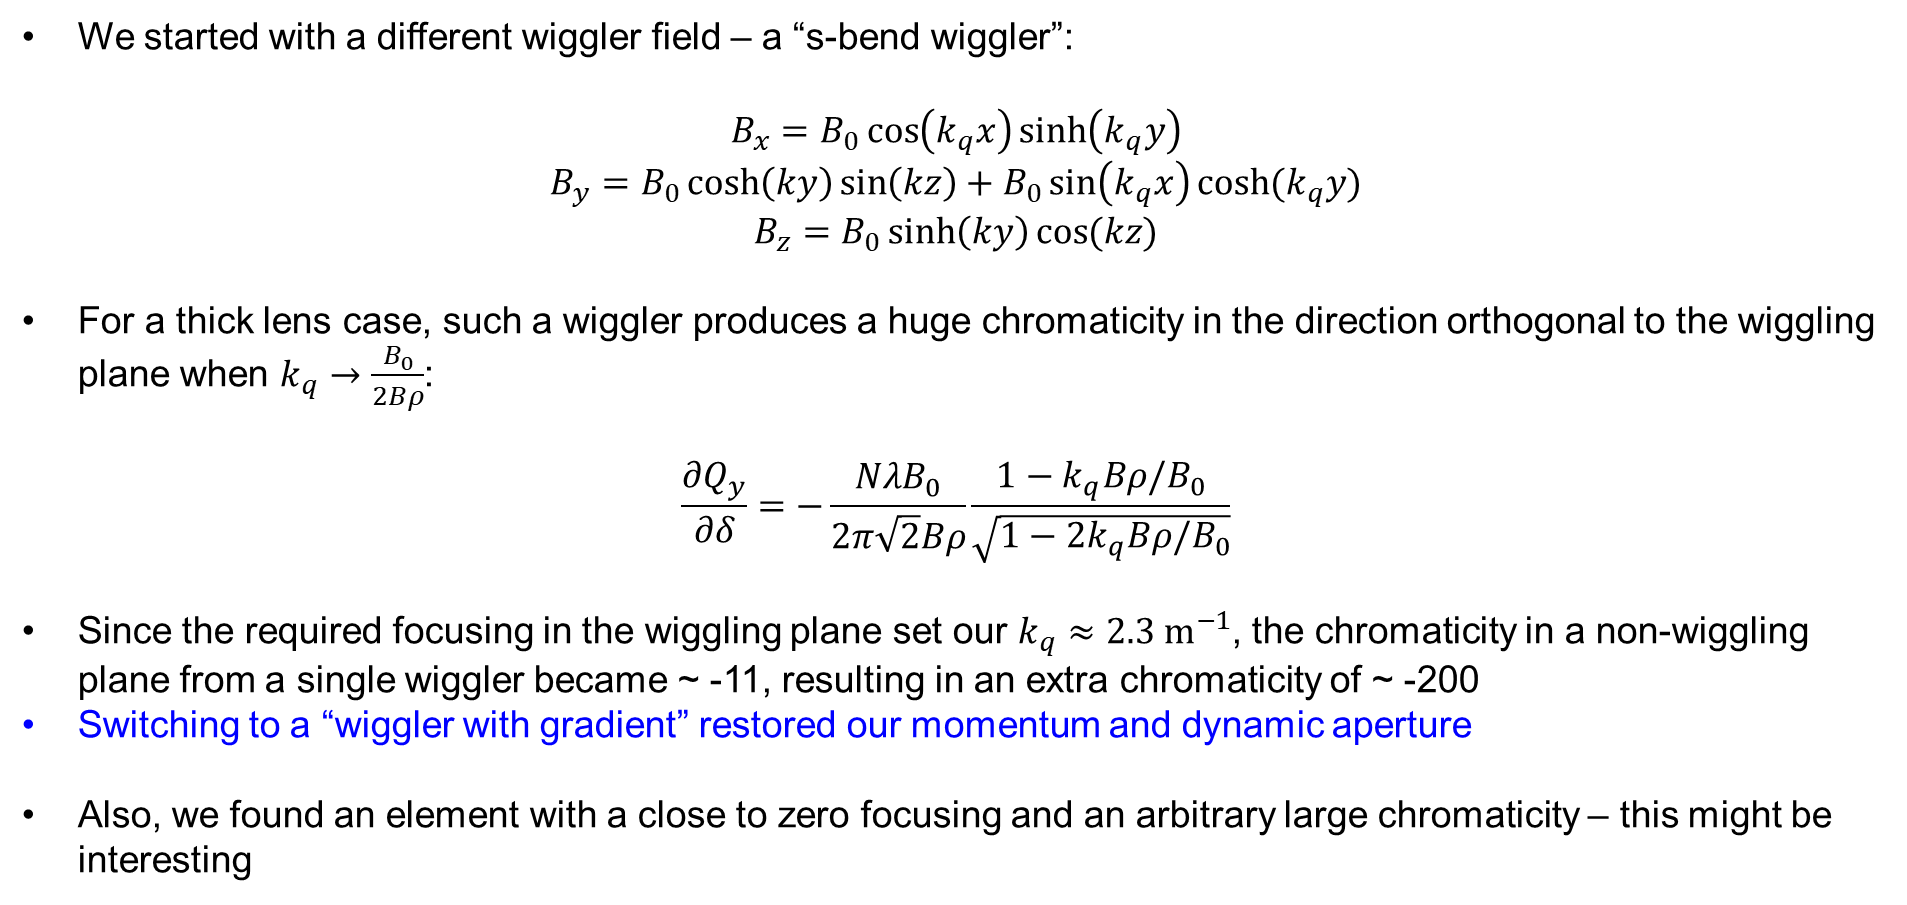 • We started with a different wiggler field – a “s-bend wiggler”:
B_x = B_0 cos(k_q x) sinh(k_q y)
B_y = B_0 cosh(ky) sin(kz) + B_0 sin(k_q x) cosh(k_q y)
B_z = B_0 sinh(ky) cos(kz)
• For a thick lens case, such a wiggler produces a huge chromaticity in the direction orthogonal to the wiggling
plane when k_q → B_0/2Bρ:
∂Q_y/∂δ = − NλB_0/2π√2Bρ (1 − k_q Bρ/B_0)/√(1 − 2k_q Bρ/B_0)
• Since the required focusing in the wiggling plane set our k_q ≈ 2.3 m⁻¹, the chromaticity in a non-wiggling
plane from a single wiggler became ~ -11, resulting in an extra chromaticity of ~ -200
• Switching to a “wiggler with gradient” restored our momentum and dynamic aperture
• Also, we found an element with a close to zero focusing and an arbitrary large chromaticity – this might be
interesting